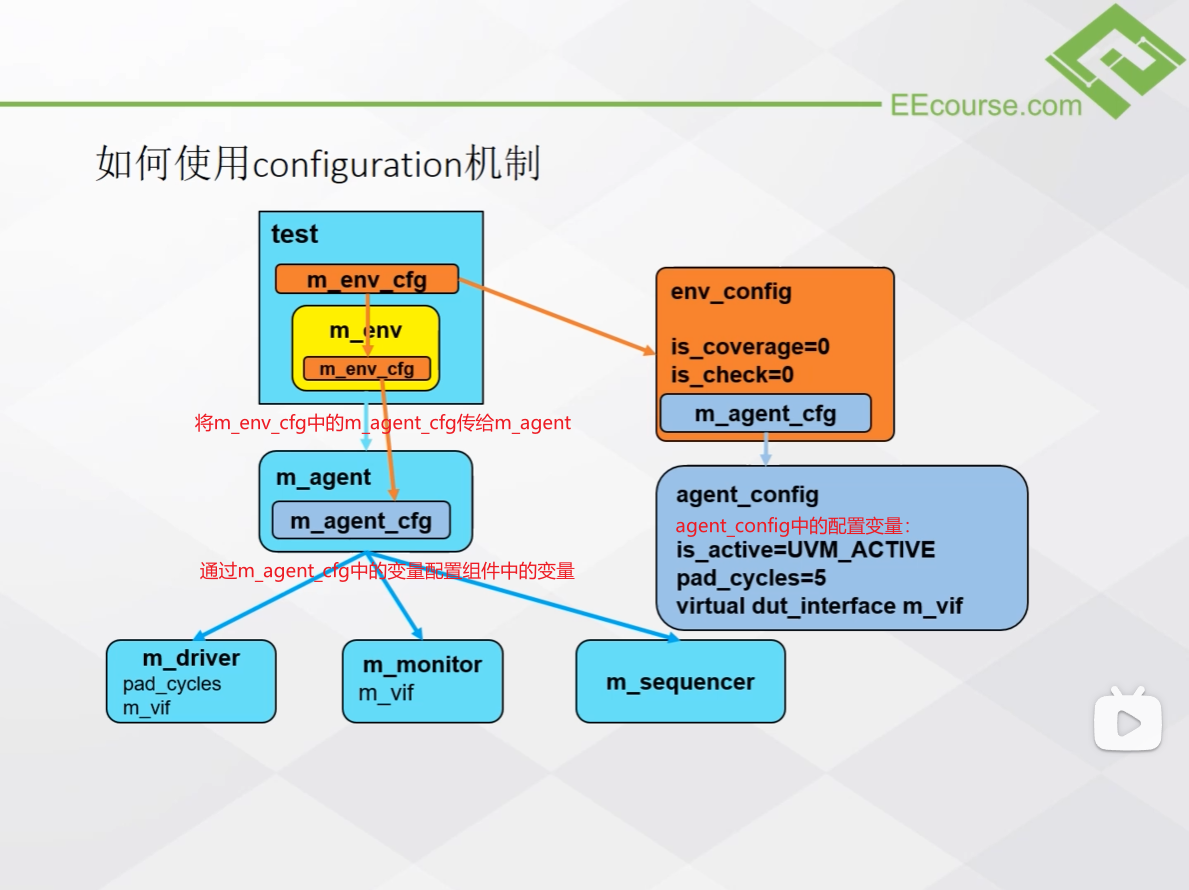 EEcourse.com
如何使用configuration机制
test
m_env_cfg
m_env
m_env_cfg
将m_env_cfg中的m_agent_cfg传给m_agent
m_agent
m_agent_cfg
通过m_agent_cfg中的变量配置组件中的变量
m_driver
pad_cycles
m_vif
m_monitor
m_vif
m_sequencer
env_config
is_coverage=0
is_check=0
m_agent_cfg
agent_config
agent_config中的配置变量：
is_active=UVM_ACTIVE
pad_cycles=5
virtual dut_interface m_vif